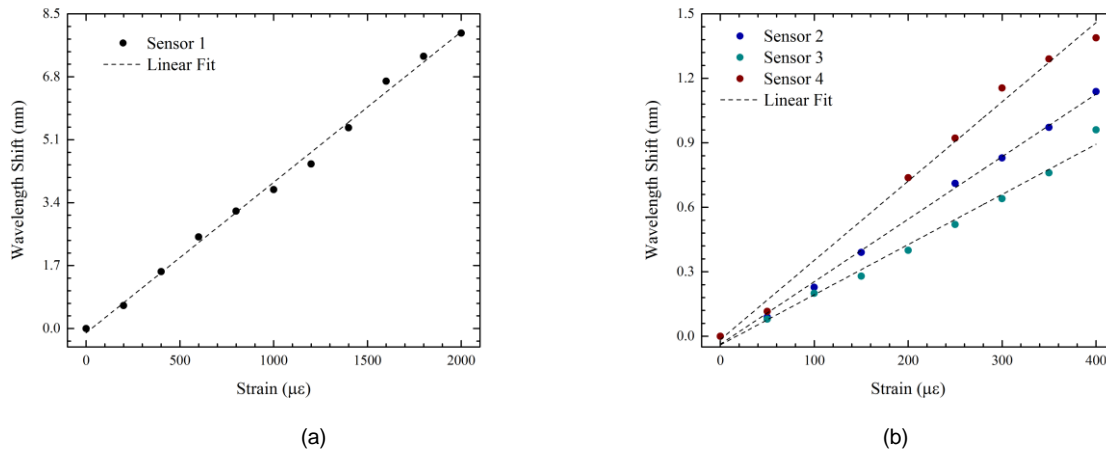 8.5
6.8
5.1
3.4
1.7
0.0
Wavelength Shift (nm)
Sensor 1
Linear Fit
0 500 1000 1500 2000
Strain (με)
(a)
1.5
1.2
0.9
0.6
0.3
0.0
Wavelength Shift (nm)
Sensor 2
Sensor 3
Sensor 4
Linear Fit
0 100 200 300 400
Strain (με)
(b)